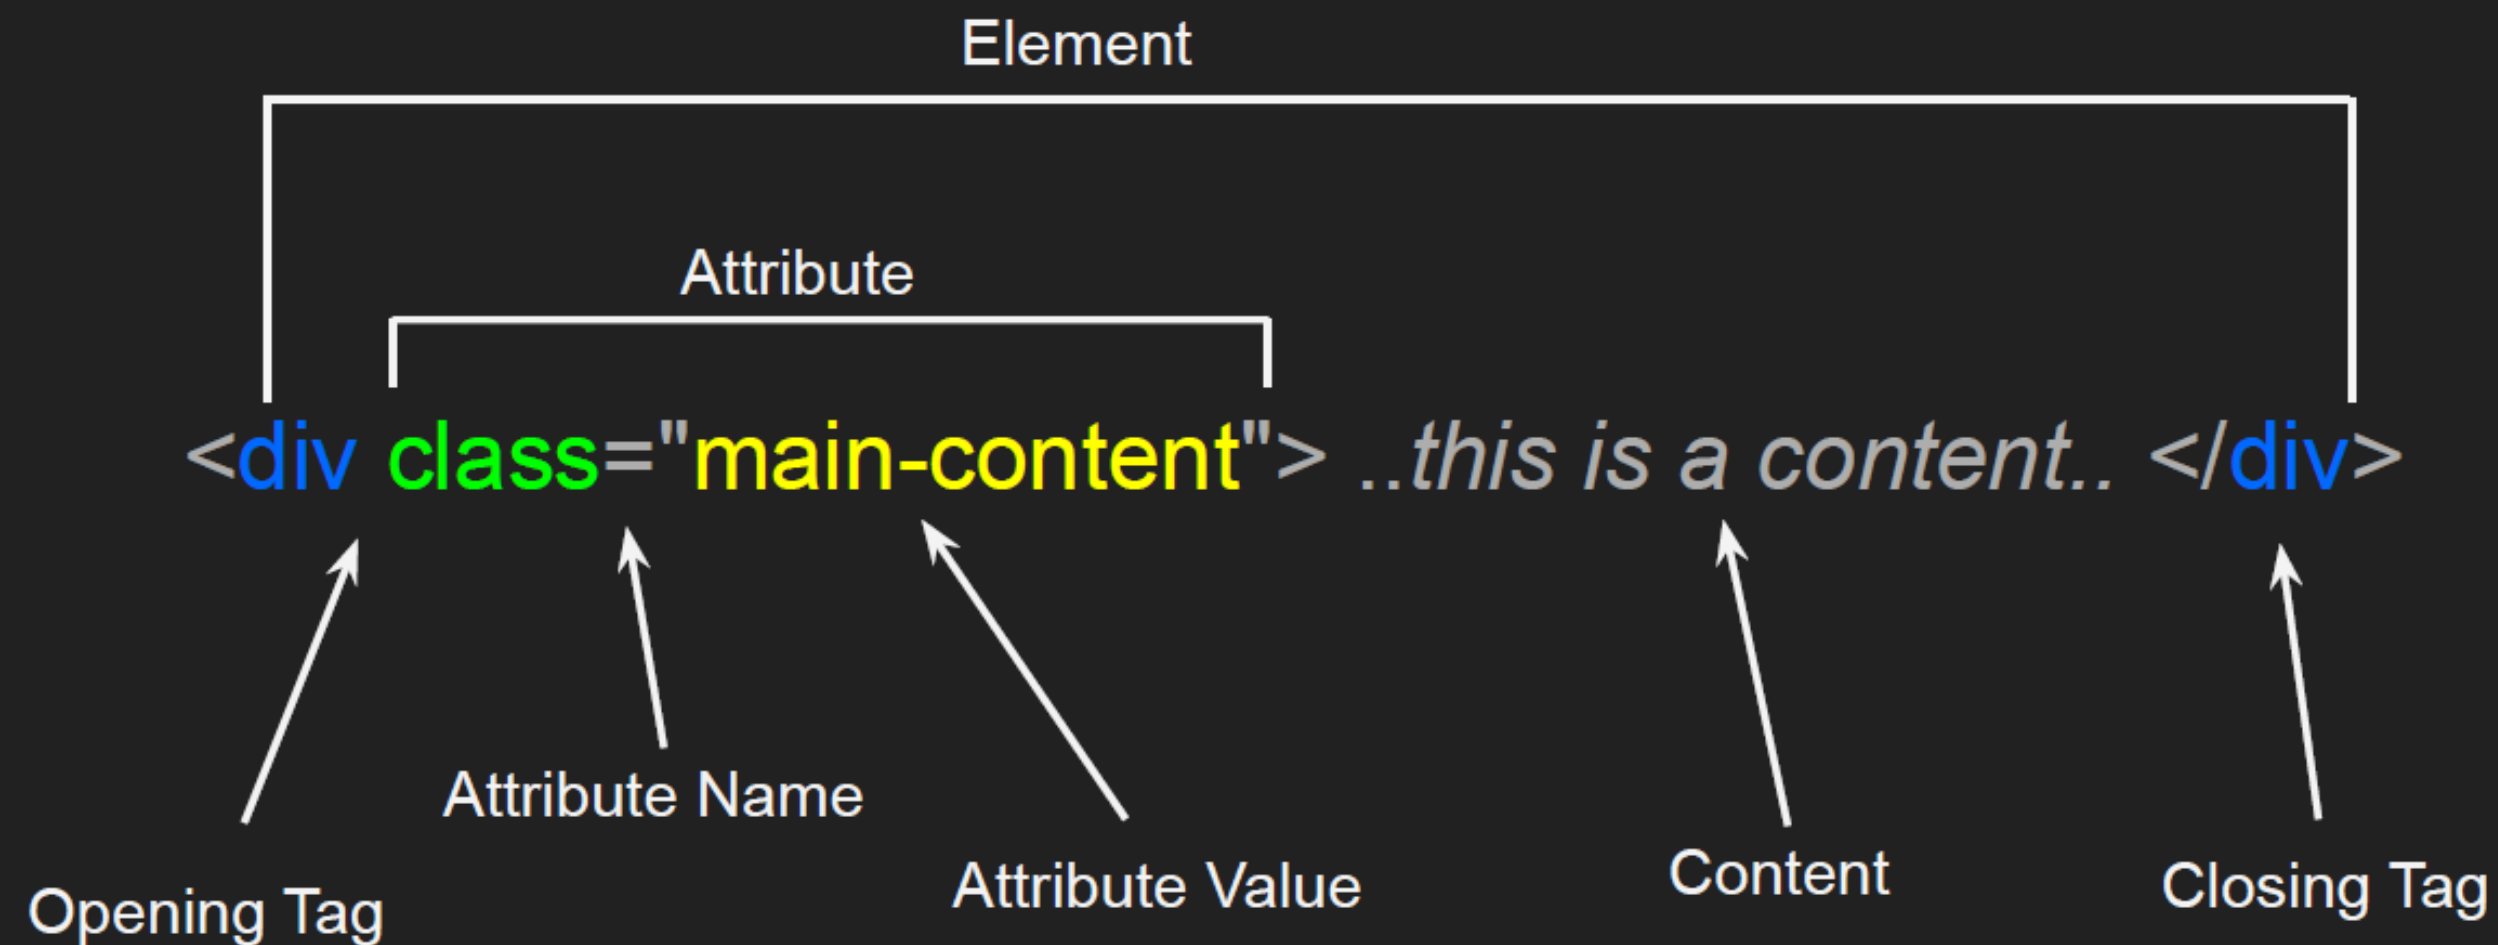 Element
Attribute
<div class="main-content"> ..this is a content.. </div>
Attribute Name
Opening Tag
Attribute Value
Content
Closing Tag